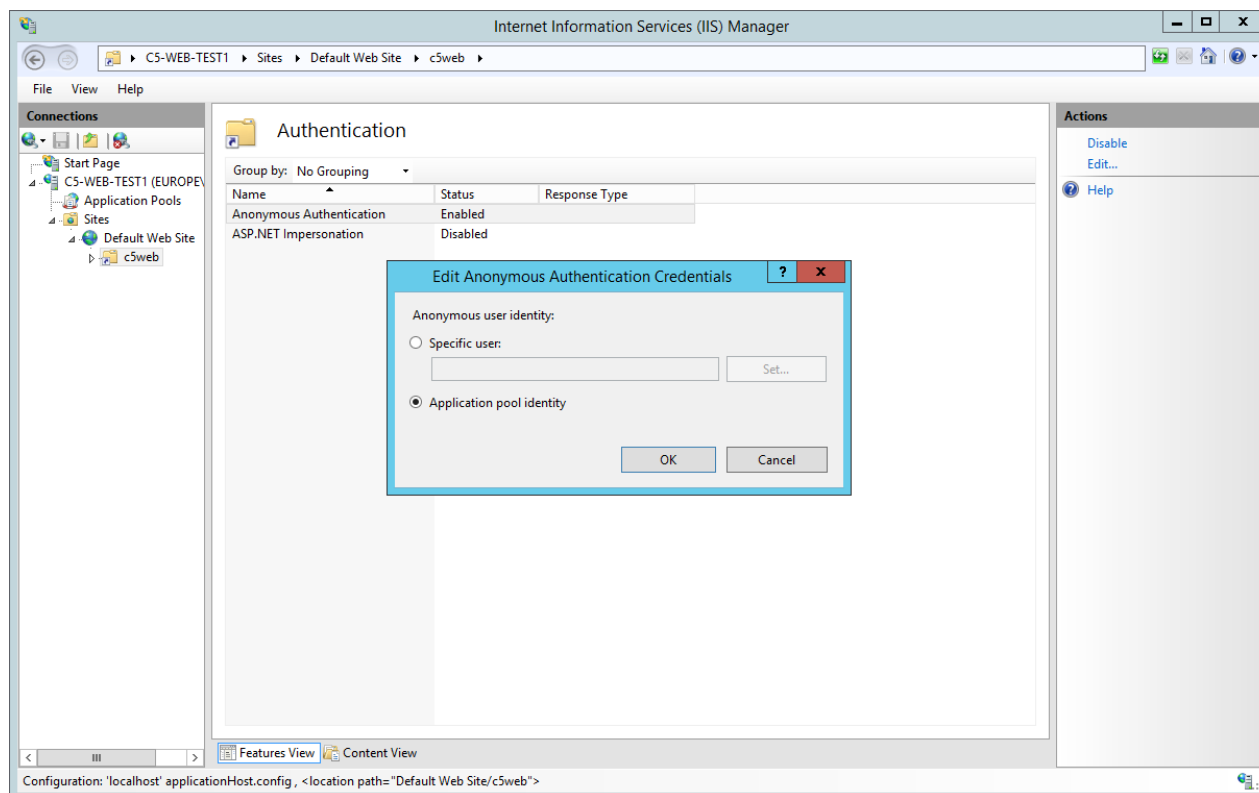 Internet Information Services (IIS) Manager
C5-WEB-TEST1 Sites Default Web Site c5web
File View Help
Connections
Start Page
C5-WEB-TEST1 (EUROPE\
Application Pools
Sites
Default Web Site
c5web
Authentication
Group by: No Grouping
Name Status Response Type
Anonymous Authentication Enabled
ASP.NET Impersonation Disabled
Edit Anonymous Authentication Credentials ? x
Anonymous user identity:
Specific user:
Set...
Application pool identity
OK Cancel
Actions
Disable
Edit...
Help
Features View Content View
Configuration: 'localhost' applicationHost.config , <location path="Default Web Site/c5web">